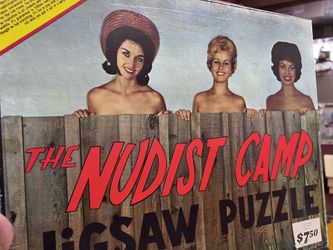 THE NUDIST CAMP
JiGSAW PUZZLE
$7.50